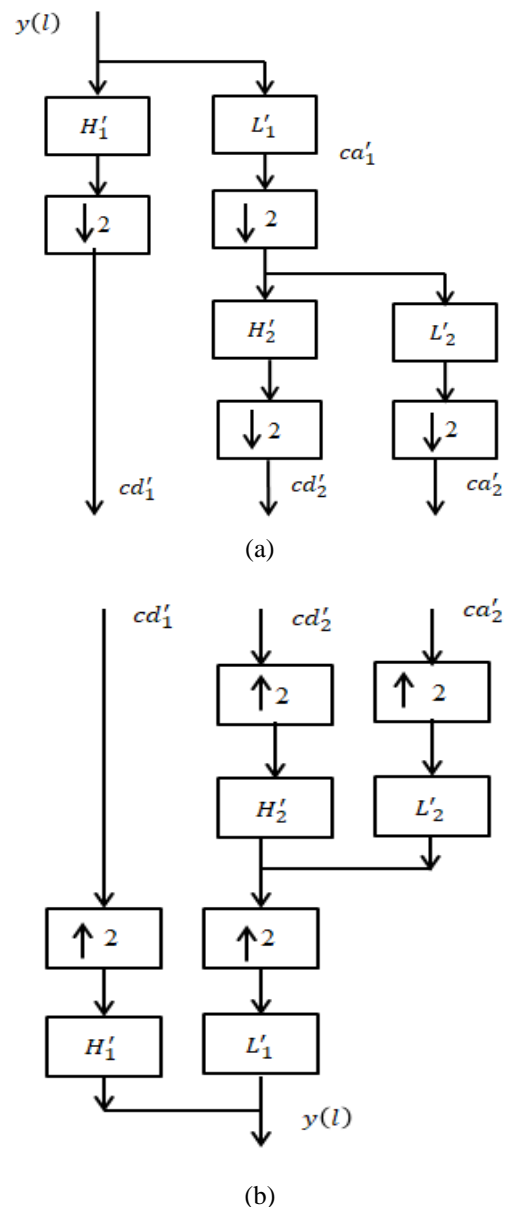 y(l)
H′₁ L′₁
ca′₁
↓ 2 ↓ 2
H′₂ L′₂
↓ 2 ↓ 2
cd′₁ cd′₂ ca′₂
(a)
cd′₁ cd′₂ ca′₂
↑ 2 ↑ 2
H′₂ L′₂
↑ 2 ↑ 2
H′₁ L′₁
y(l)
(b)